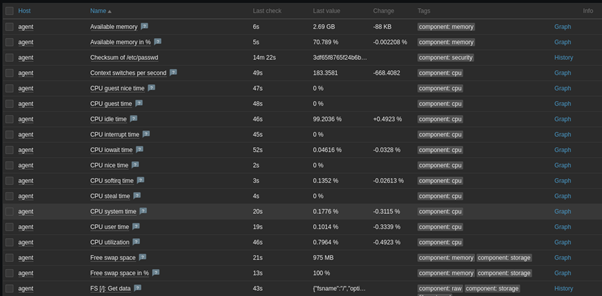 Host Name Last check Last value Change Tags Info
agent Available memory 6s 2.69 GB -88 KB component: memory Graph
agent Available memory in % 5s 70.789 % -0.002208 % component: memory Graph
agent Checksum of /etc/passwd 14m 22s 3df65f8765f24b6b... component: security History
agent Context switches per second 49s 183.3581 -668.4082 component: cpu Graph
agent CPU guest nice time 47s 0 % component: cpu Graph
agent CPU guest time 48s 0 % component: cpu Graph
agent CPU idle time 46s 99.2036 % +0.4923 % component: cpu Graph
agent CPU interrupt time 45s 0 % component: cpu Graph
agent CPU iowait time 52s 0.04616 % -0.0328 % component: cpu Graph
agent CPU nice time 2s 0 % component: cpu Graph
agent CPU softirq time 3s 0.1352 % -0.02613 % component: cpu Graph
agent CPU steal time 4s 0 % component: cpu Graph
agent CPU system time 20s 0.1776 % -0.3115 % component: cpu Graph
agent CPU user time 19s 0.1014 % -0.3339 % component: cpu Graph
agent CPU utilization 46s 0.7964 % -0.4923 % component: cpu Graph
agent Free swap space 21s 975 MB component: memory component: storage Graph
agent Free swap space in % 13s 100 % component: memory component: storage Graph
agent FS [/]: Get data 43s {"fsname":"/","opti... component: raw component: storage History